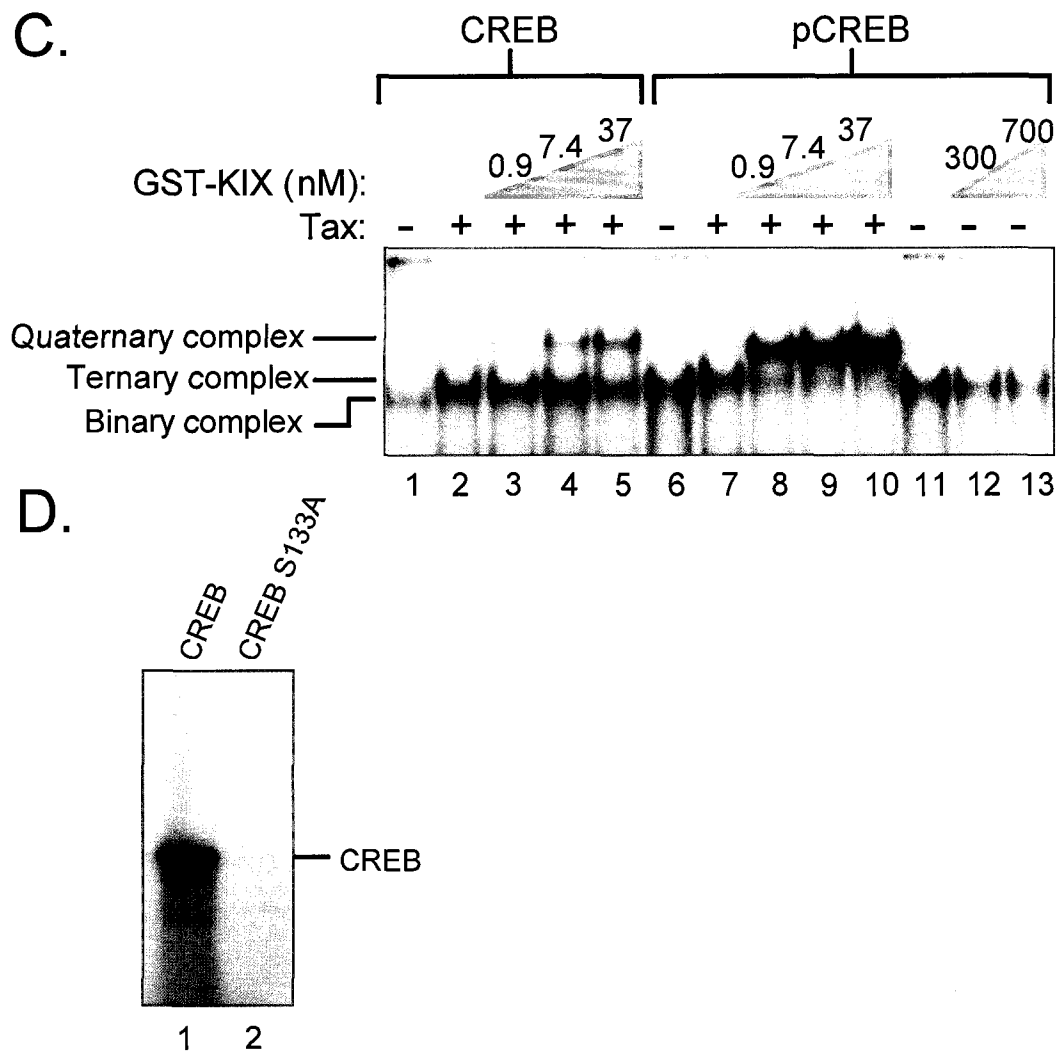 C.
CREB pCREB
0.9 7.4 37 0.9 7.4 37 300 700
GST-KIX (nM):
Tax: - + + + + - + + + + - - -
Quaternary complex
Ternary complex
Binary complex
1 2 3 4 5 6 7 8 9 10 11 12 13
D.
CREB
CREB S133A
CREB
1 2